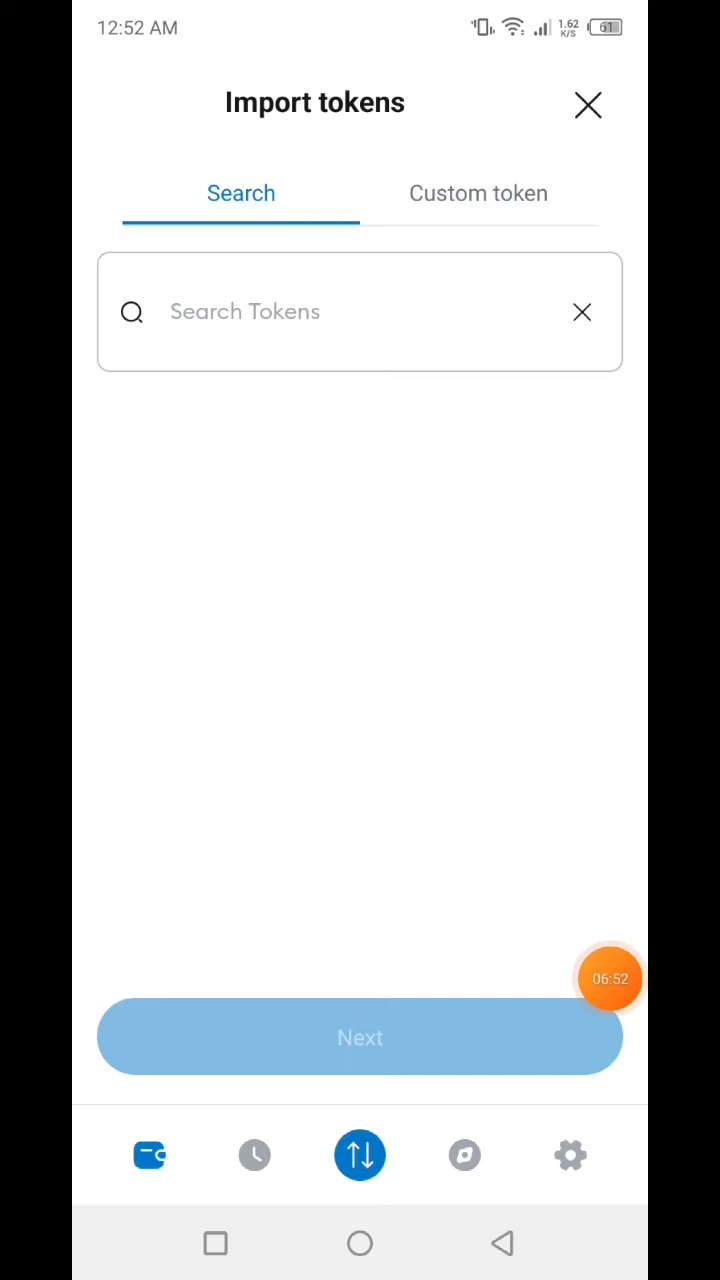 12:52 AM
1.62
K/S
61
Import tokens
Search
Custom token
Search Tokens
06:52
Next